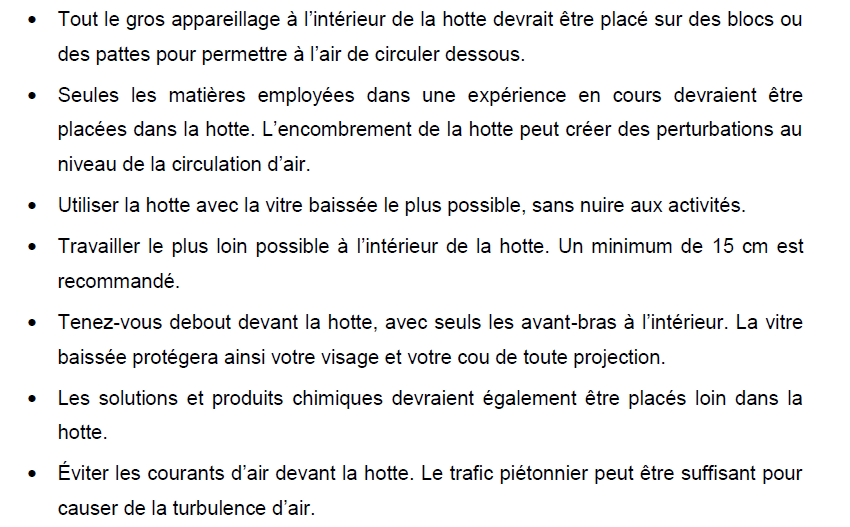 • Tout le gros appareillage à l’intérieur de la hotte devrait être placé sur des blocs ou
des pattes pour permettre à l’air de circuler dessous.
• Seules les matières employées dans une expérience en cours devraient être
placées dans la hotte. L’encombrement de la hotte peut créer des perturbations au
niveau de la circulation d’air.
• Utiliser la hotte avec la vitre baissée le plus possible, sans nuire aux activités.
• Travailler le plus loin possible à l’intérieur de la hotte. Un minimum de 15 cm est
recommandé.
• Tenez-vous debout devant la hotte, avec seuls les avant-bras à l’intérieur. La vitre
baissée protégera ainsi votre visage et votre cou de toute projection.
• Les solutions et produits chimiques devraient également être placés loin dans la
hotte.
• Éviter les courants d’air devant la hotte. Le trafic piétonnier peut être suffisant pour
causer de la turbulence d’air.